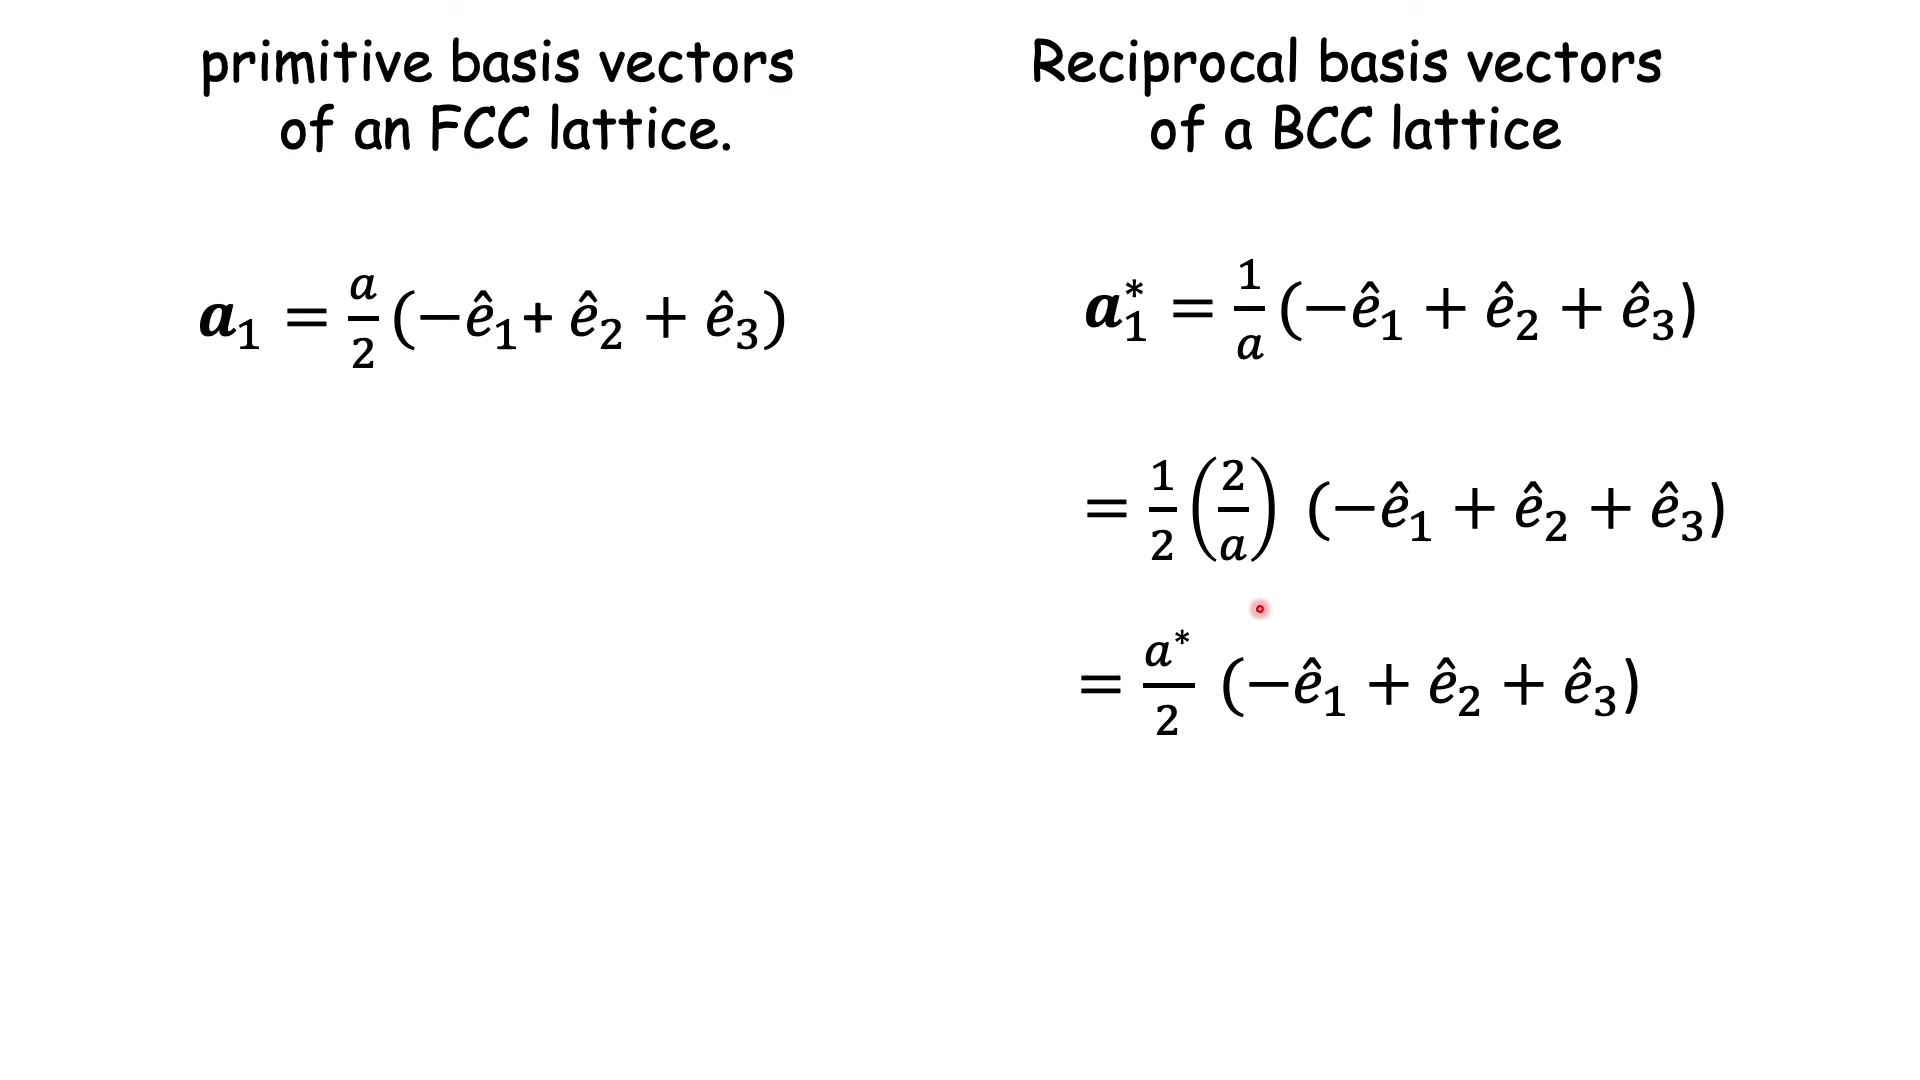 primitive basis vectors
of an FCC lattice.
𝒂₁ = a/2 (−ê₁+ ê₂ + ê₃)
Reciprocal basis vectors
of a BCC lattice
𝒂₁* = 1/a (−ê₁ + ê₂ + ê₃)
= 1/2 (2/a) (−ê₁ + ê₂ + ê₃)
= a*/2 (−ê₁ + ê₂ + ê₃)